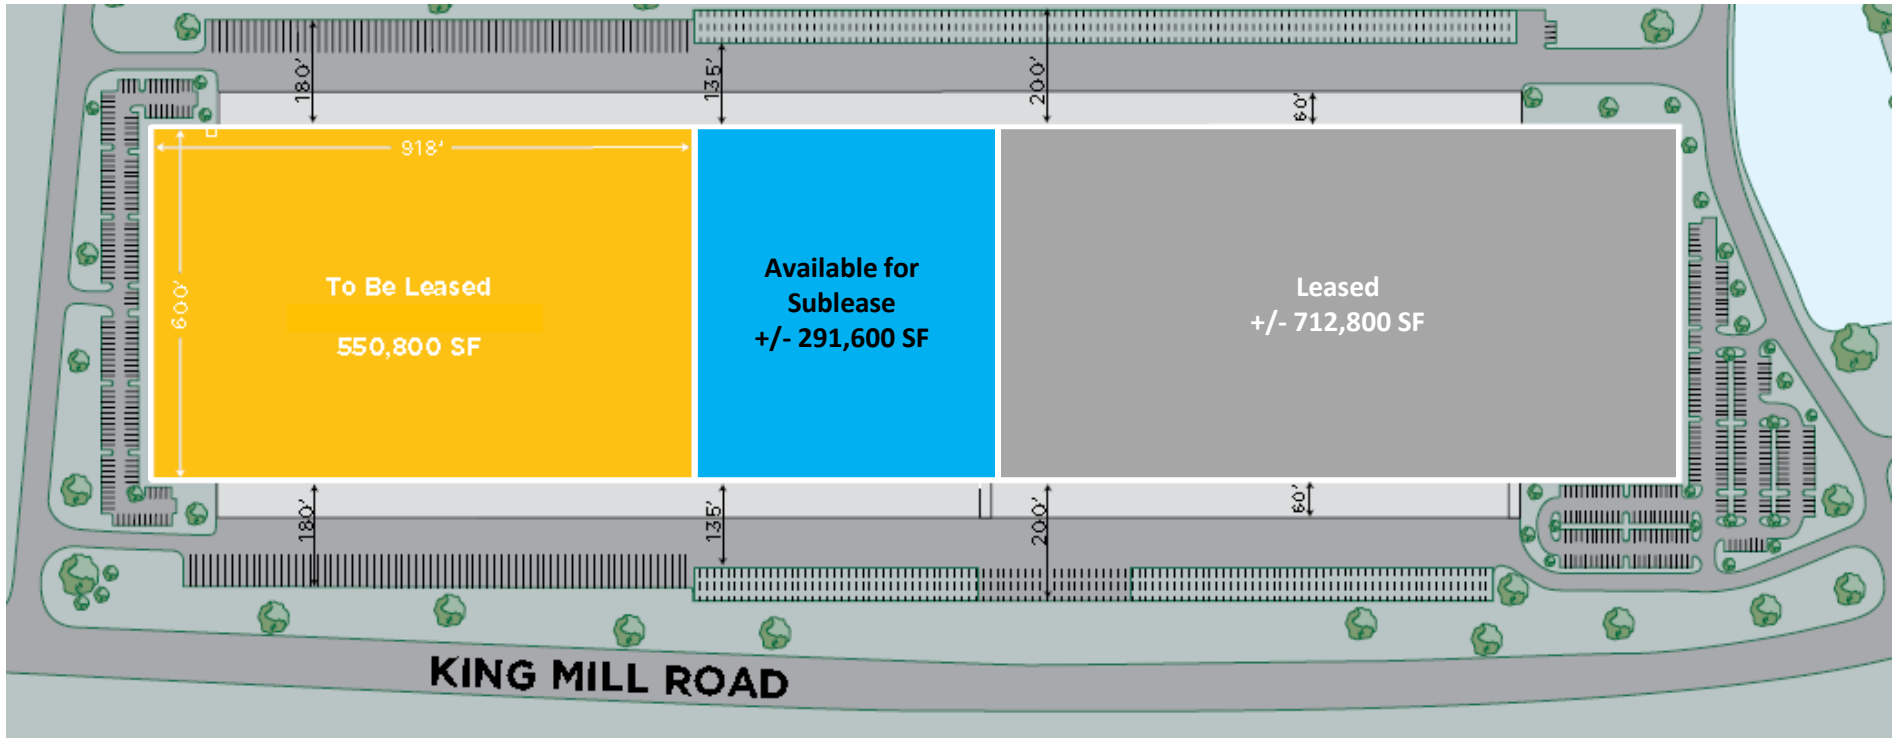 180'
135'
200'
60'
918'
600'
To Be Leased
550,800 SF
Available for
Sublease
+/- 291,600 SF
Leased
+/- 712,800 SF
180'
135'
200'
60'
KING MILL ROAD